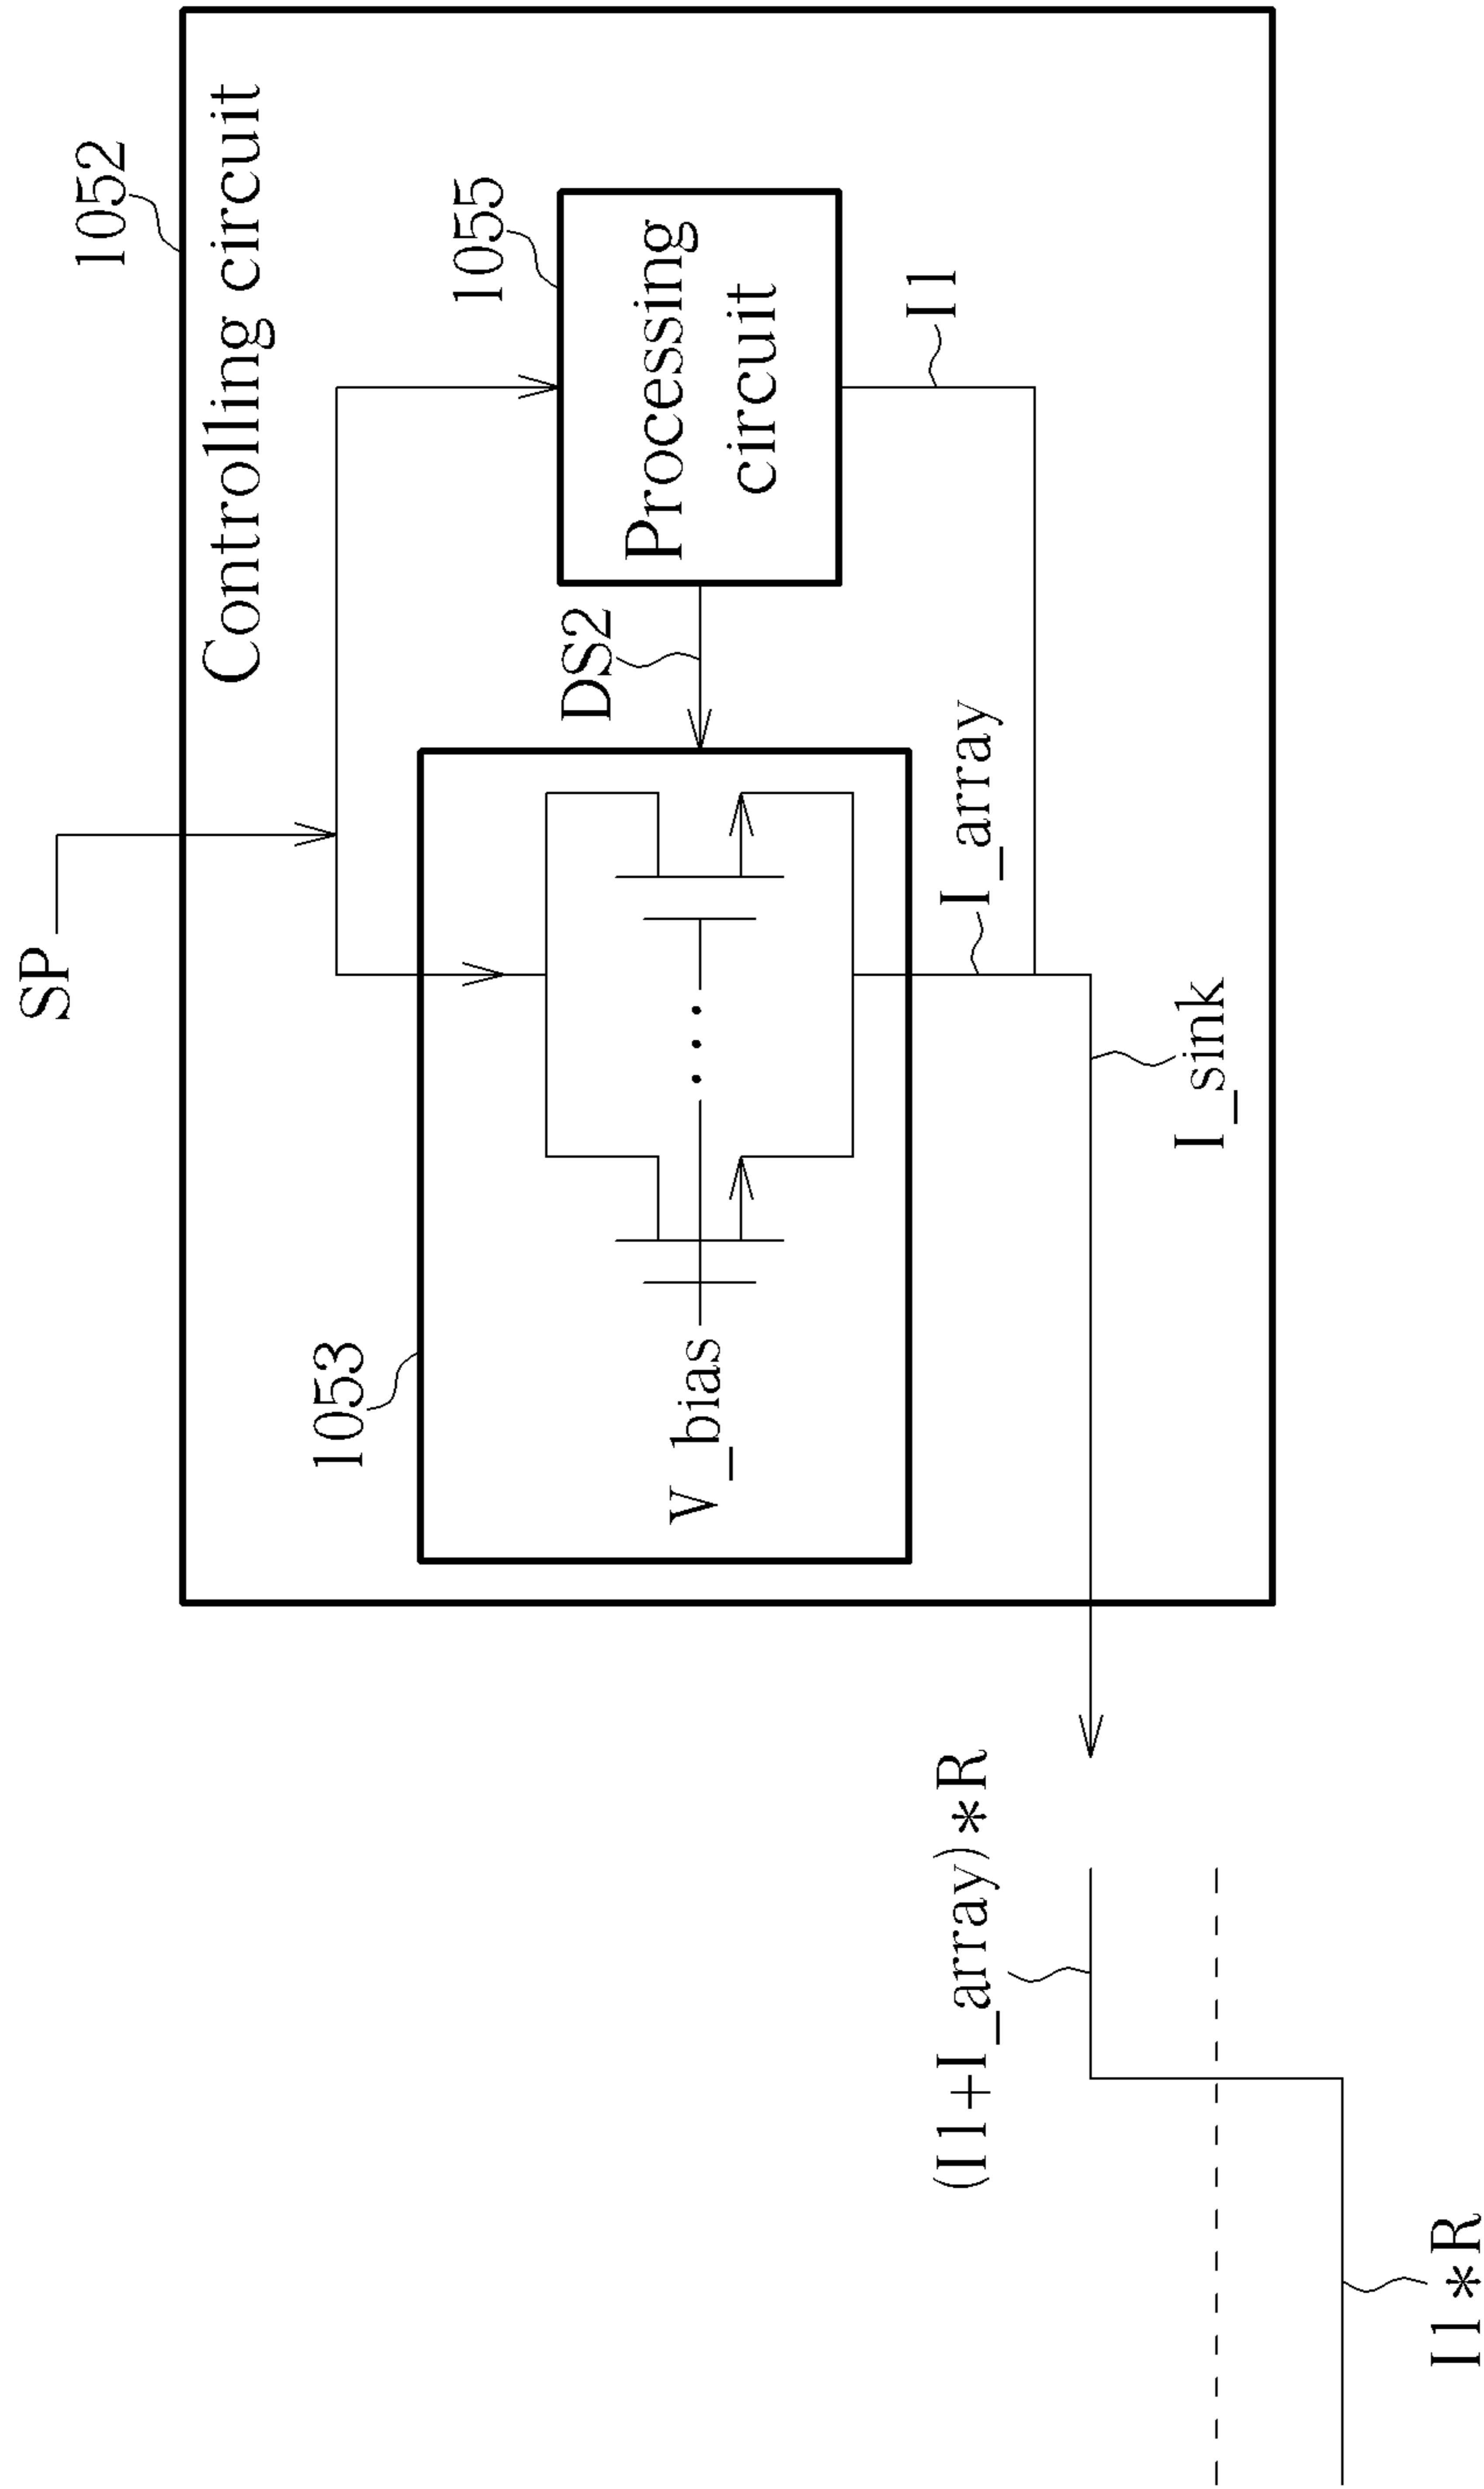 SP
1052
Controlling circuit
1053
V_bias
DS2
1055
Processing
circuit
I_array
I1
I_sink
(I1+I_array)*R
I1*R